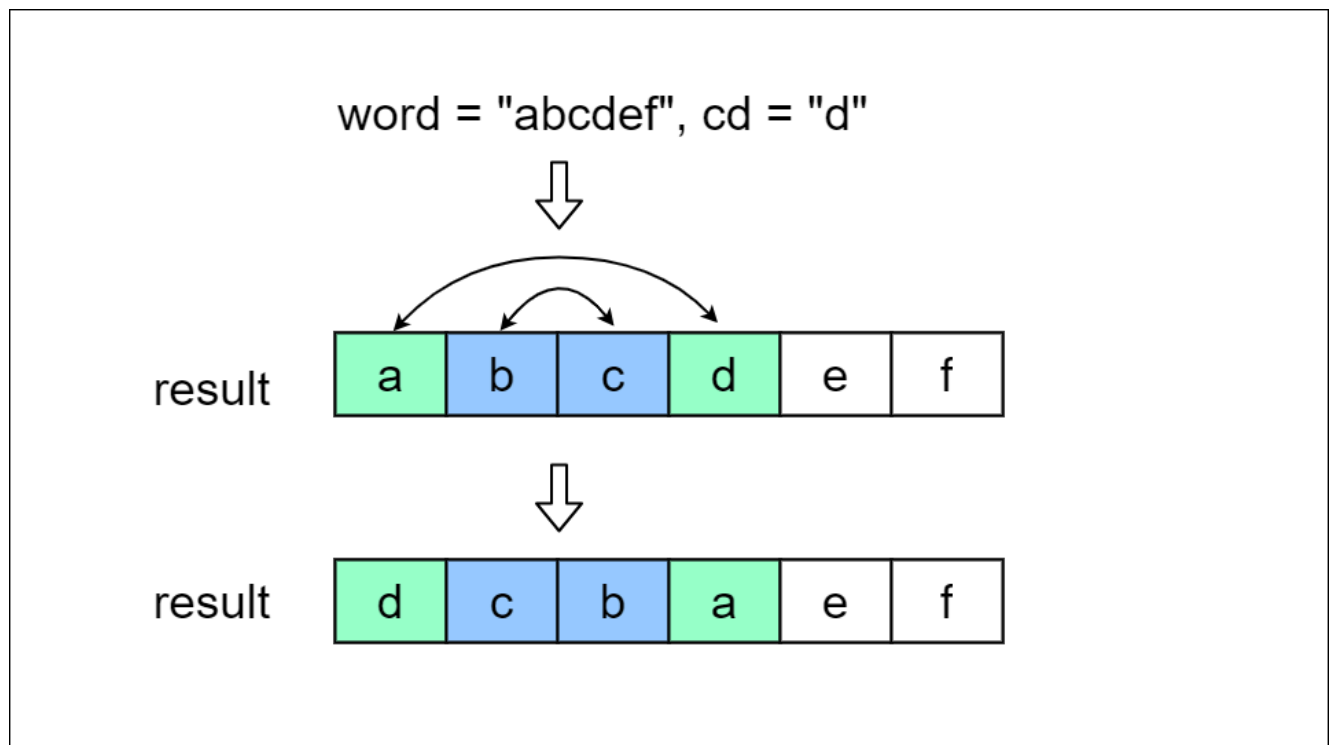 word = "abcdef", cd = "d"
result a b c d e f
result d c b a e f